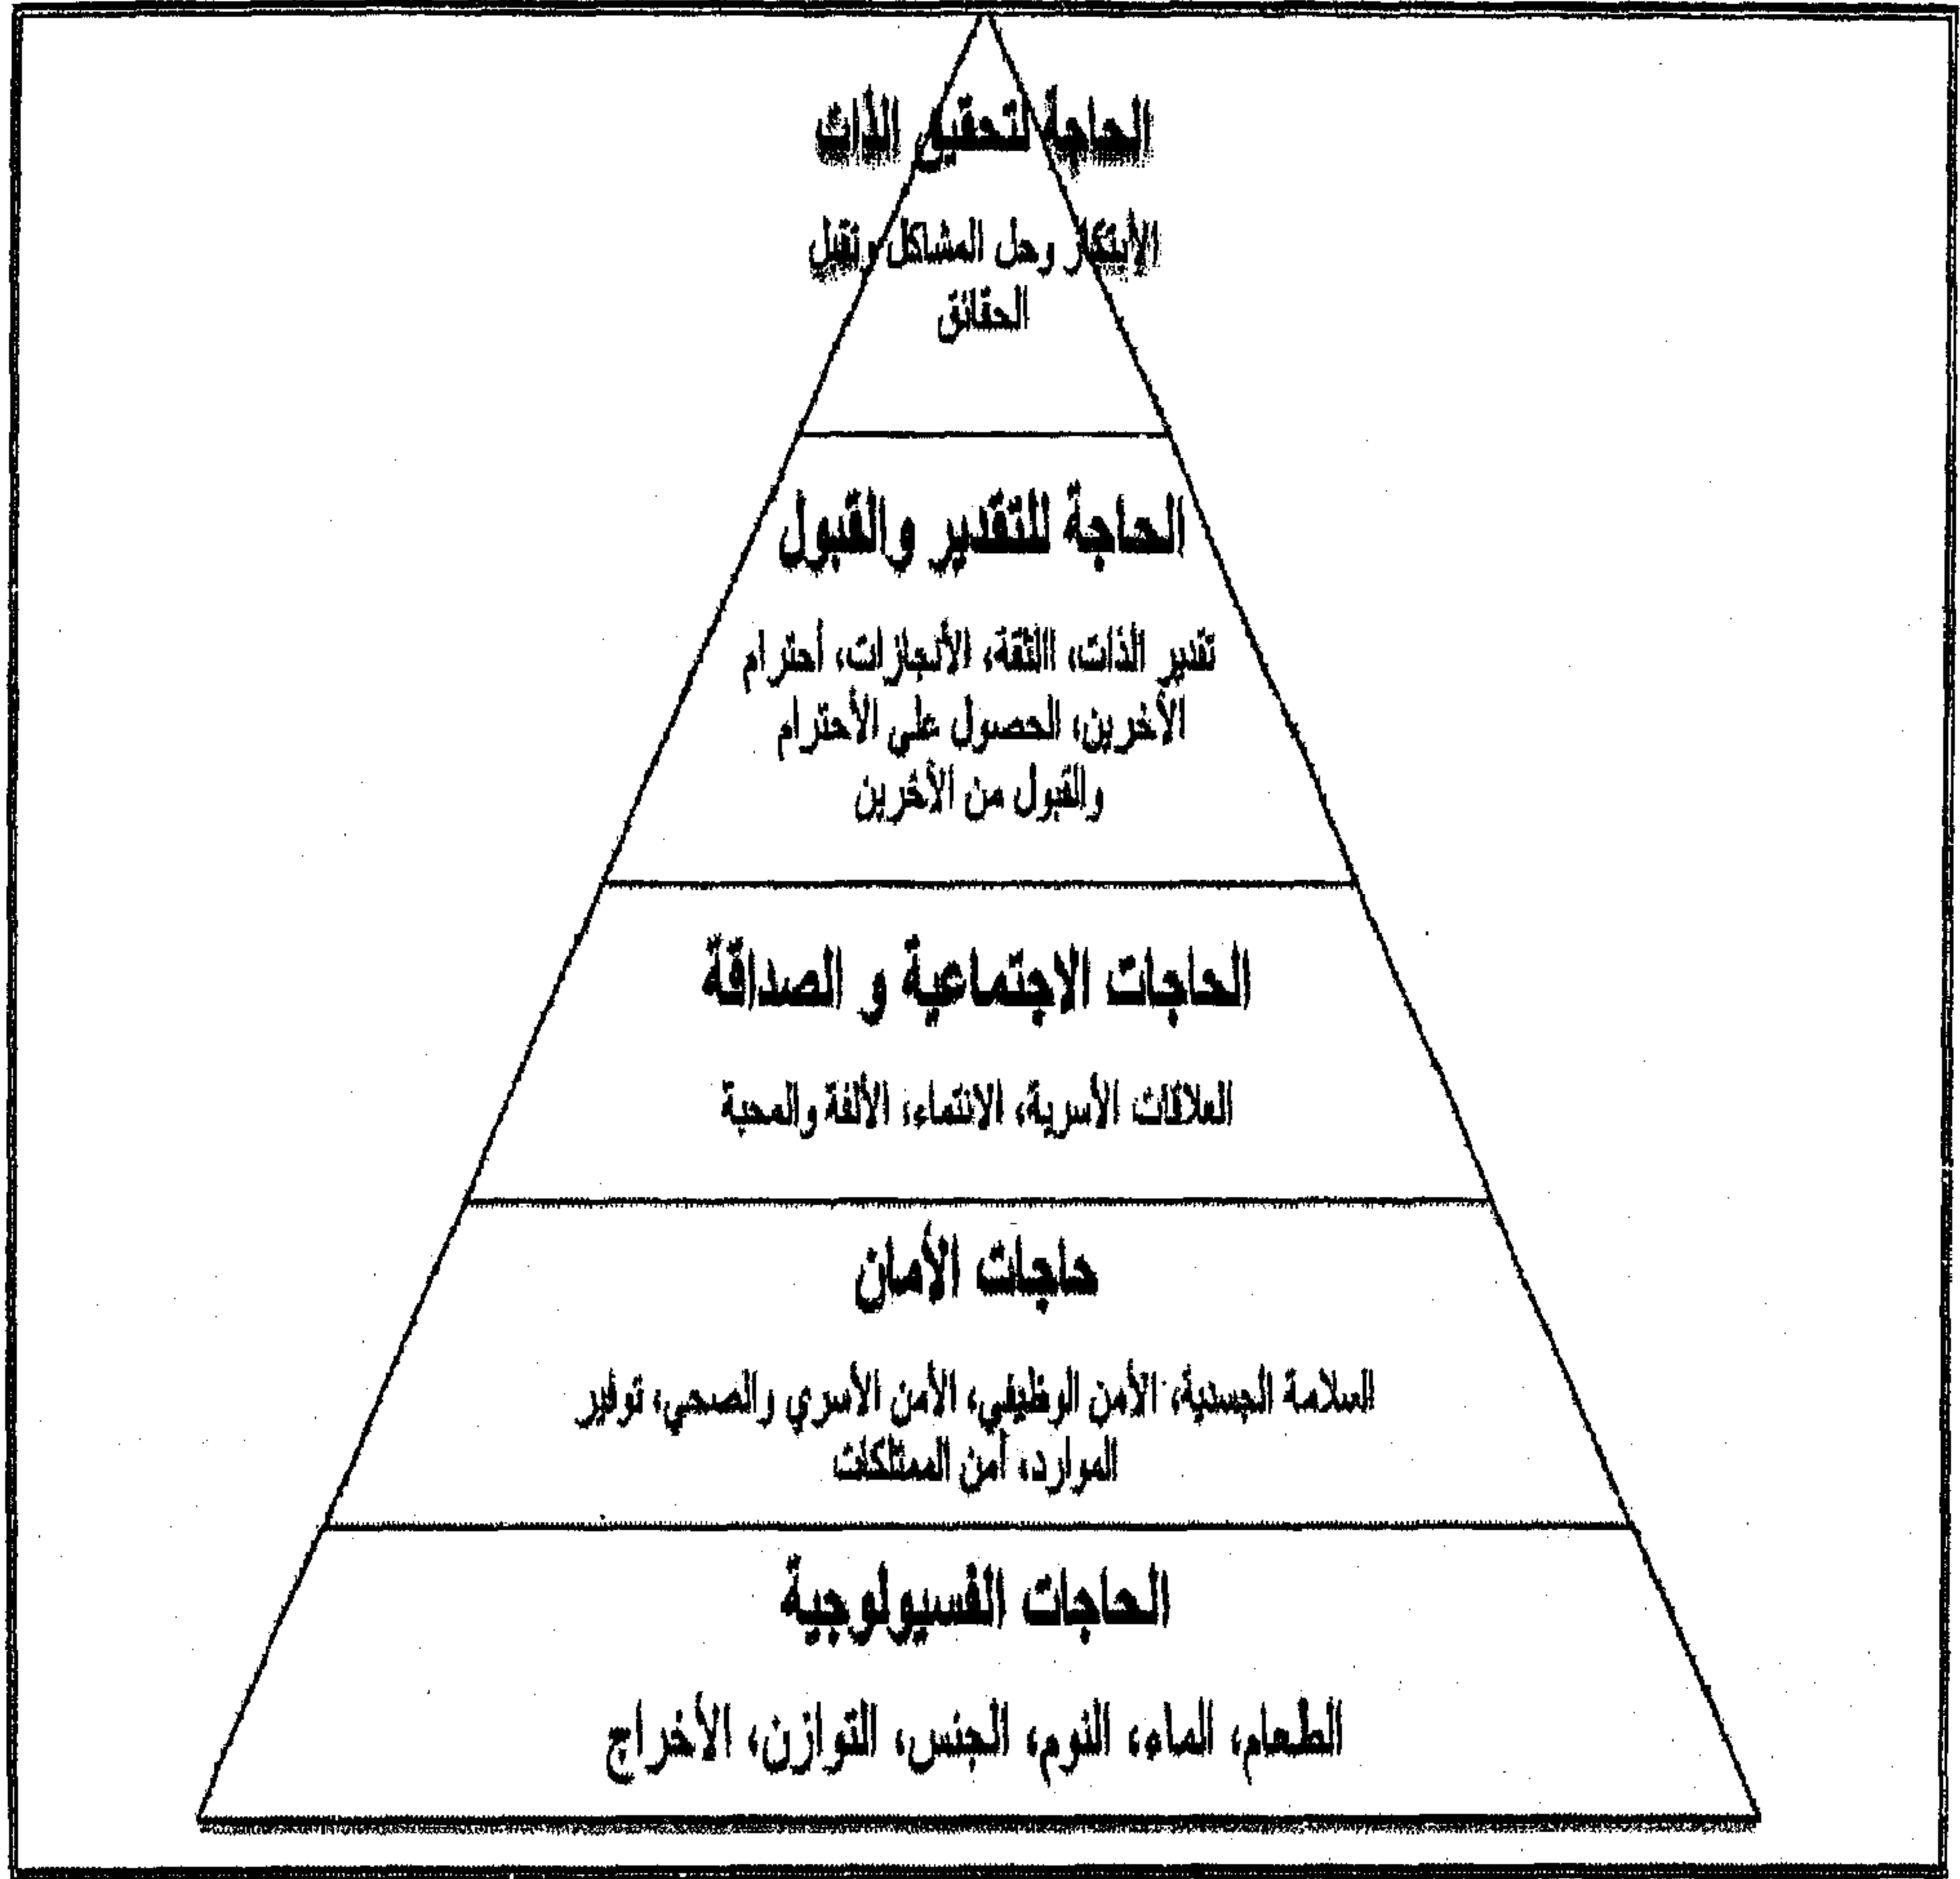 الحاجة لتحقيق الذات
الأبتكار وحل المشاكل وتقبل
الحقائق
الحاجة للتقدير والقبول
تقدير الذات، االثقة، الأنجازات، أحترام
الأخرين، الحصول علي الأحترام
والقبول من الأخرين
الحاجات الاجتماعية و الصداقة
العلاقات الأسرية، الانتماء، الألفة والمحبة
حاجات الأمان
السلامة الجسدية، الأمن الوظيفي، الأمن الأسري والصحي، توفير
الموارد، أمن الممتلكات
الحاجات الفسيولوجية
الطعام، الماء، النوم، الجنس، التوازن، الأخراج